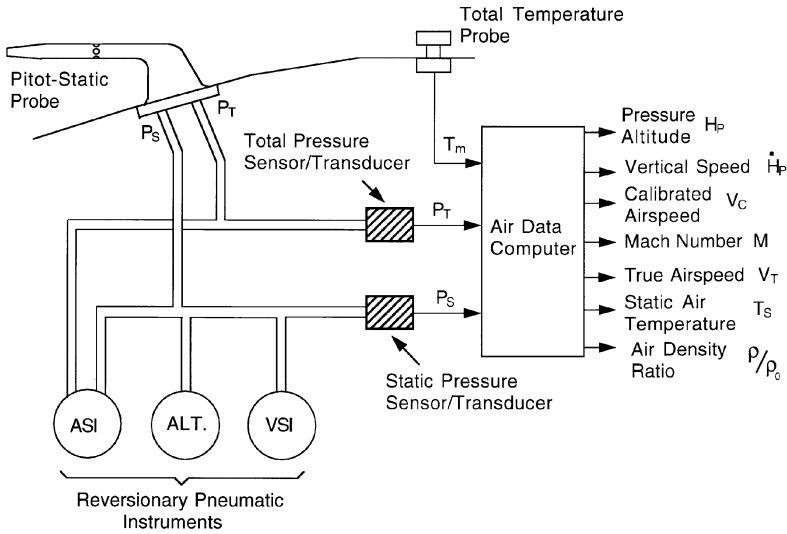 Total Temperature
Probe
Pitot-Static
Probe
P_S
P_T
Total Pressure
Sensor/Transducer
T_m
P_T
P_S
Air Data
Computer
Pressure
Altitude H_P
Vertical Speed Ḣ_P
Calibrated
Airspeed V_C
Mach Number M
True Airspeed V_T
Static Air
Temperature T_S
Air Density
Ratio ρ/ρ_0
Static Pressure
Sensor/Transducer
ASI
ALT.
VSI
Reversionary Pneumatic
Instruments